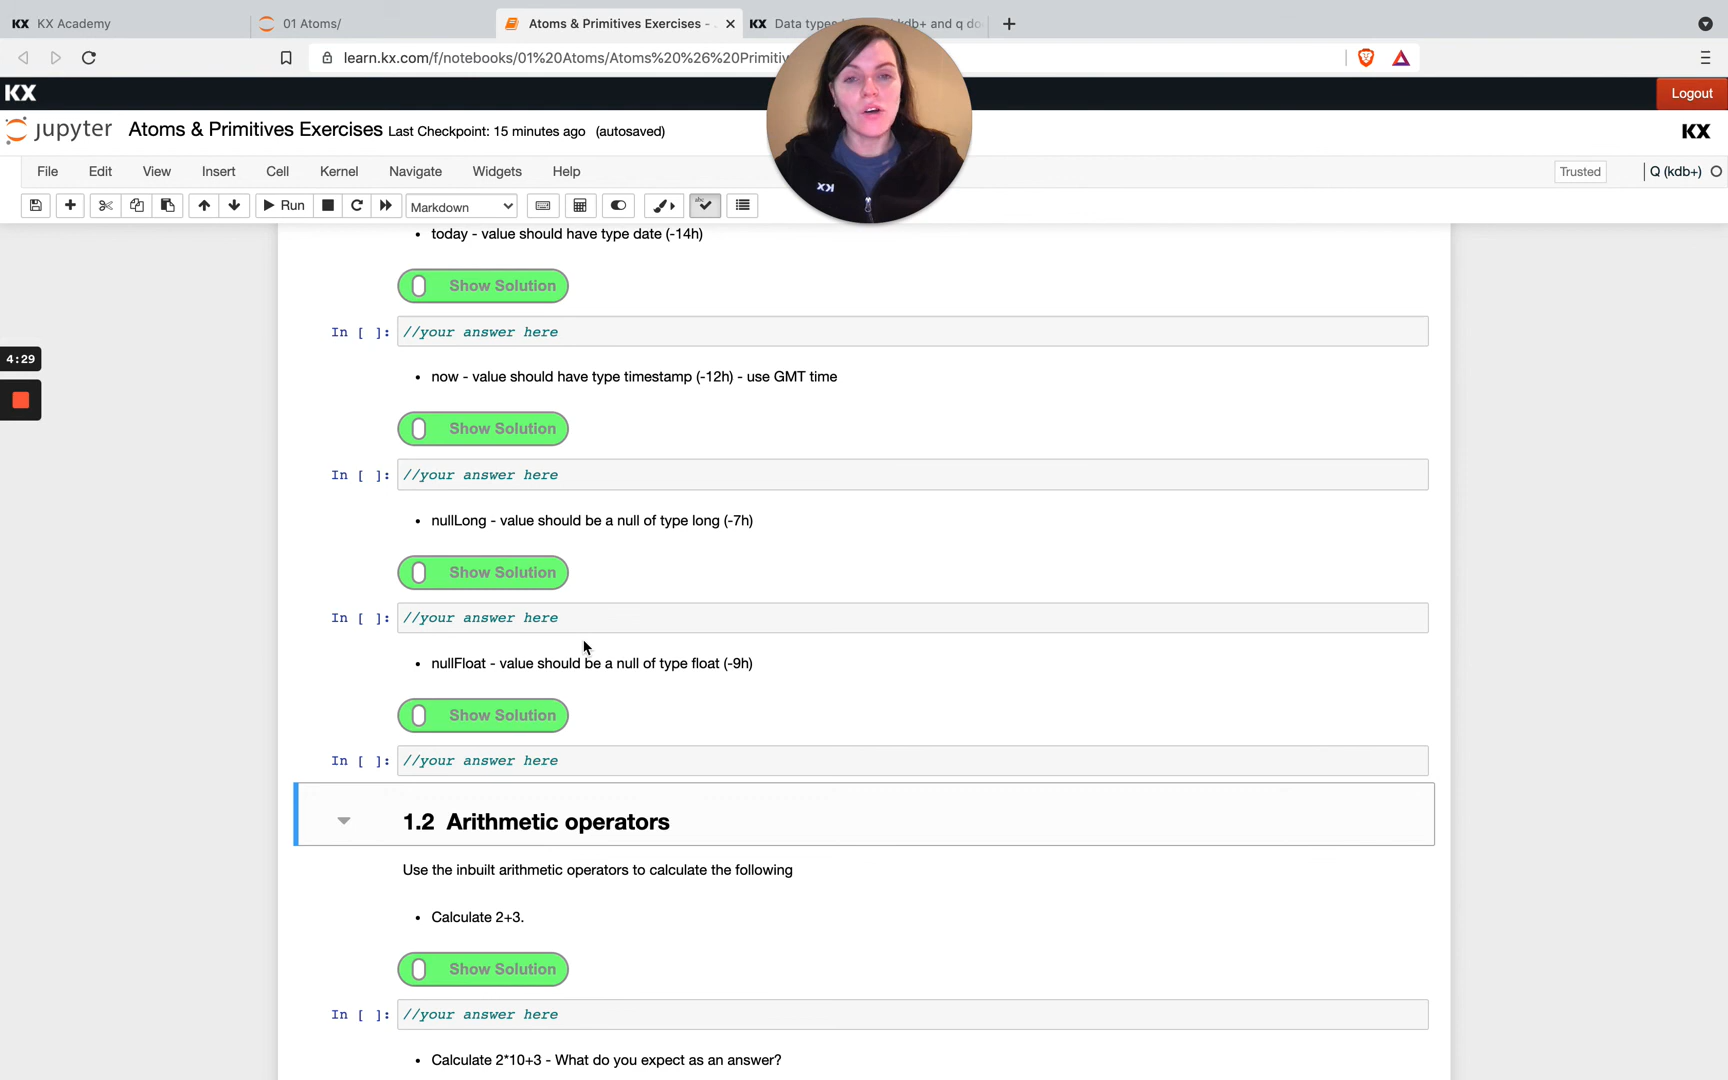 KX KX Academy
01 Atoms/
Atoms & Primitives Exercises -
KX Data types
kdb+ and q do
learn.kx.com/f/notebooks/01%20Atoms/Atoms%20%26%20Primitiv
KX
Logout
jupyter Atoms & Primitives Exercises Last Checkpoint: 15 minutes ago (autosaved)
KX
File Edit View Insert Cell Kernel Navigate Widgets Help
Trusted
Q (kdb+)
Run
Markdown
• today - value should have type date (-14h)
Show Solution
In [ ]: //your answer here
4:29
• now - value should have type timestamp (-12h) - use GMT time
Show Solution
In [ ]: //your answer here
• nullLong - value should be a null of type long (-7h)
Show Solution
In [ ]: //your answer here
• nullFloat - value should be a null of type float (-9h)
Show Solution
In [ ]: //your answer here
1.2 Arithmetic operators
Use the inbuilt arithmetic operators to calculate the following
• Calculate 2+3.
Show Solution
In [ ]: //your answer here
• Calculate 2*10+3 - What do you expect as an answer?